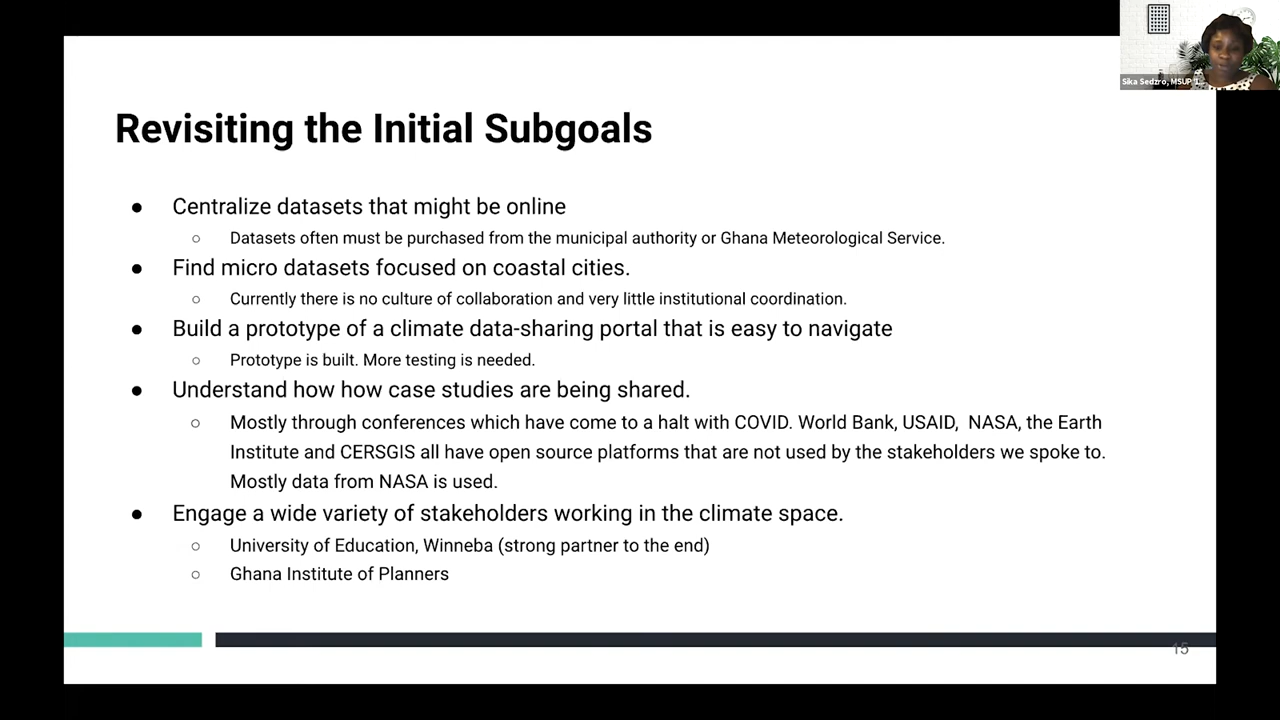 Sika Sedzro, MSUP
Revisiting the Initial Subgoals
● Centralize datasets that might be online
○ Datasets often must be purchased from the municipal authority or Ghana Meteorological Service.
● Find micro datasets focused on coastal cities.
○ Currently there is no culture of collaboration and very little institutional coordination.
● Build a prototype of a climate data-sharing portal that is easy to navigate
○ Prototype is built. More testing is needed.
● Understand how how case studies are being shared.
○ Mostly through conferences which have come to a halt with COVID. World Bank, USAID, NASA, the Earth
Institute and CERSGIS all have open source platforms that are not used by the stakeholders we spoke to.
Mostly data from NASA is used.
● Engage a wide variety of stakeholders working in the climate space.
○ University of Education, Winneba (strong partner to the end)
○ Ghana Institute of Planners
15